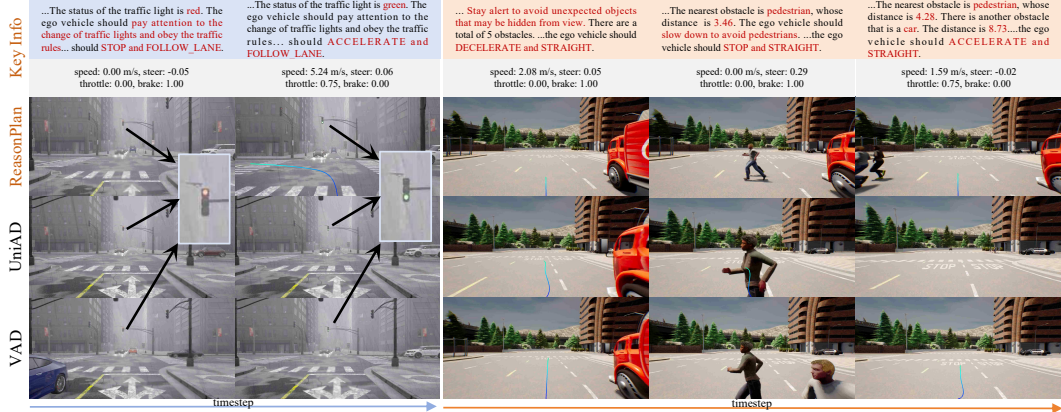 Key Info
...The status of the traffic light is red. The
ego vehicle should pay attention to the
change of traffic lights and obey the traffic
rules... should STOP and FOLLOW_LANE.
...The status of the traffic light is green. The
ego vehicle should pay attention to the
change of traffic lights and obey the traffic
rules... should ACCELERATE and
FOLLOW_LANE.
... Stay alert to avoid unexpected objects
that may be hidden from view. There are a
total of 5 obstacles. ...the ego vehicle should
DECELERATE and STRAIGHT.
...The nearest obstacle is pedestrian, whose
distance is 3.46. The ego vehicle should
slow down to avoid pedestrians. ...the ego
vehicle should STOP and STRAIGHT.
...The nearest obstacle is pedestrian, whose
distance is 4.28. There is another obstacle
that is a car. The distance is 8.73....the ego
vehicle should ACCELERATE and
STRAIGHT.
speed: 0.00 m/s, steer: -0.05
throttle: 0.00, brake: 1.00
speed: 5.24 m/s, steer: 0.06
throttle: 0.75, brake: 0.00
speed: 2.08 m/s, steer: 0.05
throttle: 0.00, brake: 1.00
speed: 0.00 m/s, steer: 0.29
throttle: 0.00, brake: 1.00
speed: 1.59 m/s, steer: -0.02
throttle: 0.75, brake: 0.00
ReasonPlan
UniAD
STOP STOP
VAD
timestep
timestep